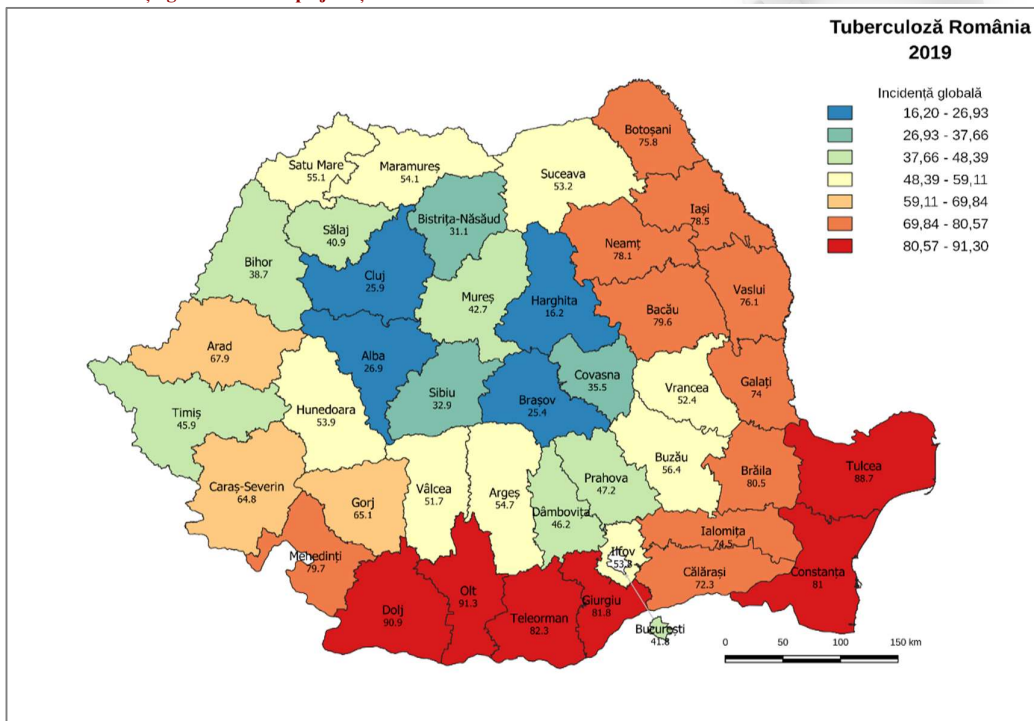 Tuberculoză România
2019
Incidență globală
16,20 - 26,93
26,93 - 37,66
37,66 - 48,39
48,39 - 59,11
59,11 - 69,84
69,84 - 80,57
80,57 - 91,30
Botoșani
75.8
Satu Mare
55.1
Maramureș
54.1
Suceava
53.2
Iași
78.5
Bistrița-Năsăud
31.1
Sălaj
40.9
Neamț
78.1
Bihor
38.7
Cluj
25.9
Mureș
42.7
Harghita
16.2
Vaslui
76.1
Bacău
79.6
Arad
67.9
Alba
26.9
Covasna
35.5
Vrancea
52.4
Galați
74
Sibiu
32.9
Brașov
25.4
Timiș
45.9
Hunedoara
53.9
Buzău
56.4
Brăila
80.5
Tulcea
88.7
Caraș-Severin
64.8
Gorj
65.1
Vâlcea
51.7
Argeș
54.7
Prahova
47.2
Dâmbovița
46.2
Ialomița
74.5
Mehedinți
79.7
Ilfov
Călărași
72.3
Constanța
81
Dolj
90.9
Olt
91.3
Teleorman
82.3
Giurgiu
81.8
București
0 50 100 150 km